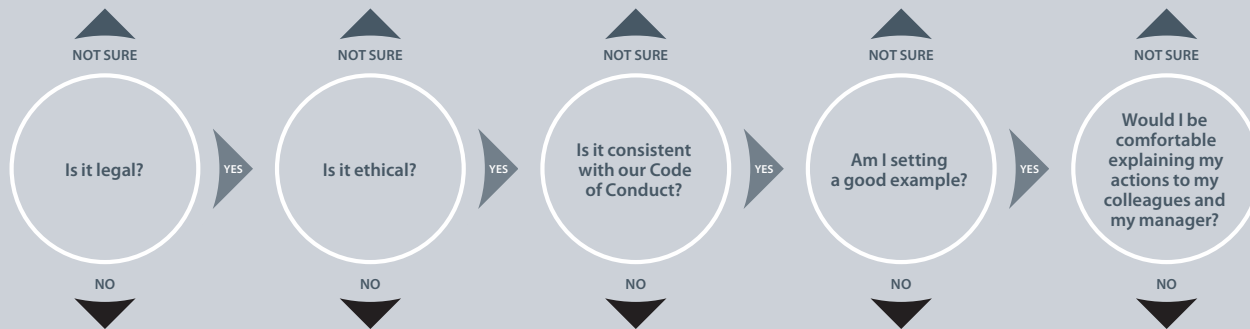 NOT SURE
NOT SURE
NOT SURE
NOT SURE
NOT SURE
Is it legal?
YES
Is it ethical?
YES
Is it consistent
with our Code
of Conduct?
YES
Am I setting
a good example?
YES
Would I be
comfortable
explaining my
actions to my
colleagues and
my manager?
NO
NO
NO
NO
NO